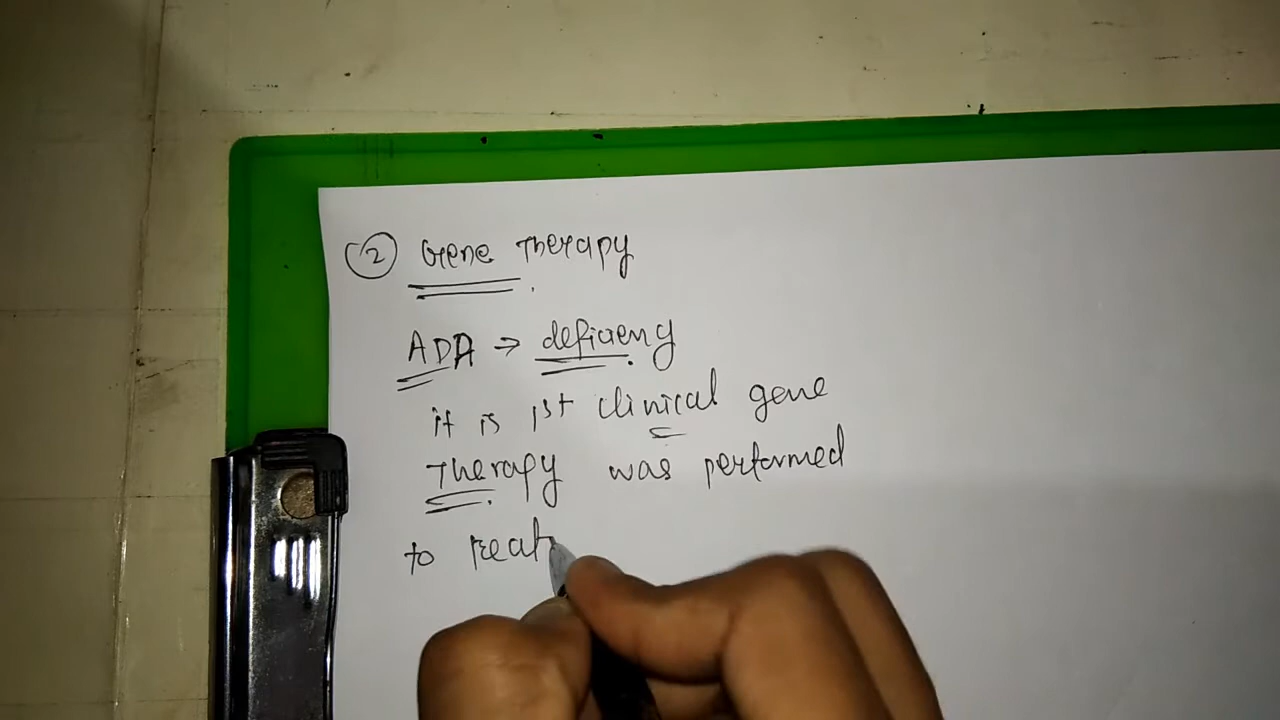 ② Gene Therapy
ADA → deficieny
it is 1st clinical gene
Therapy was performed
to treat